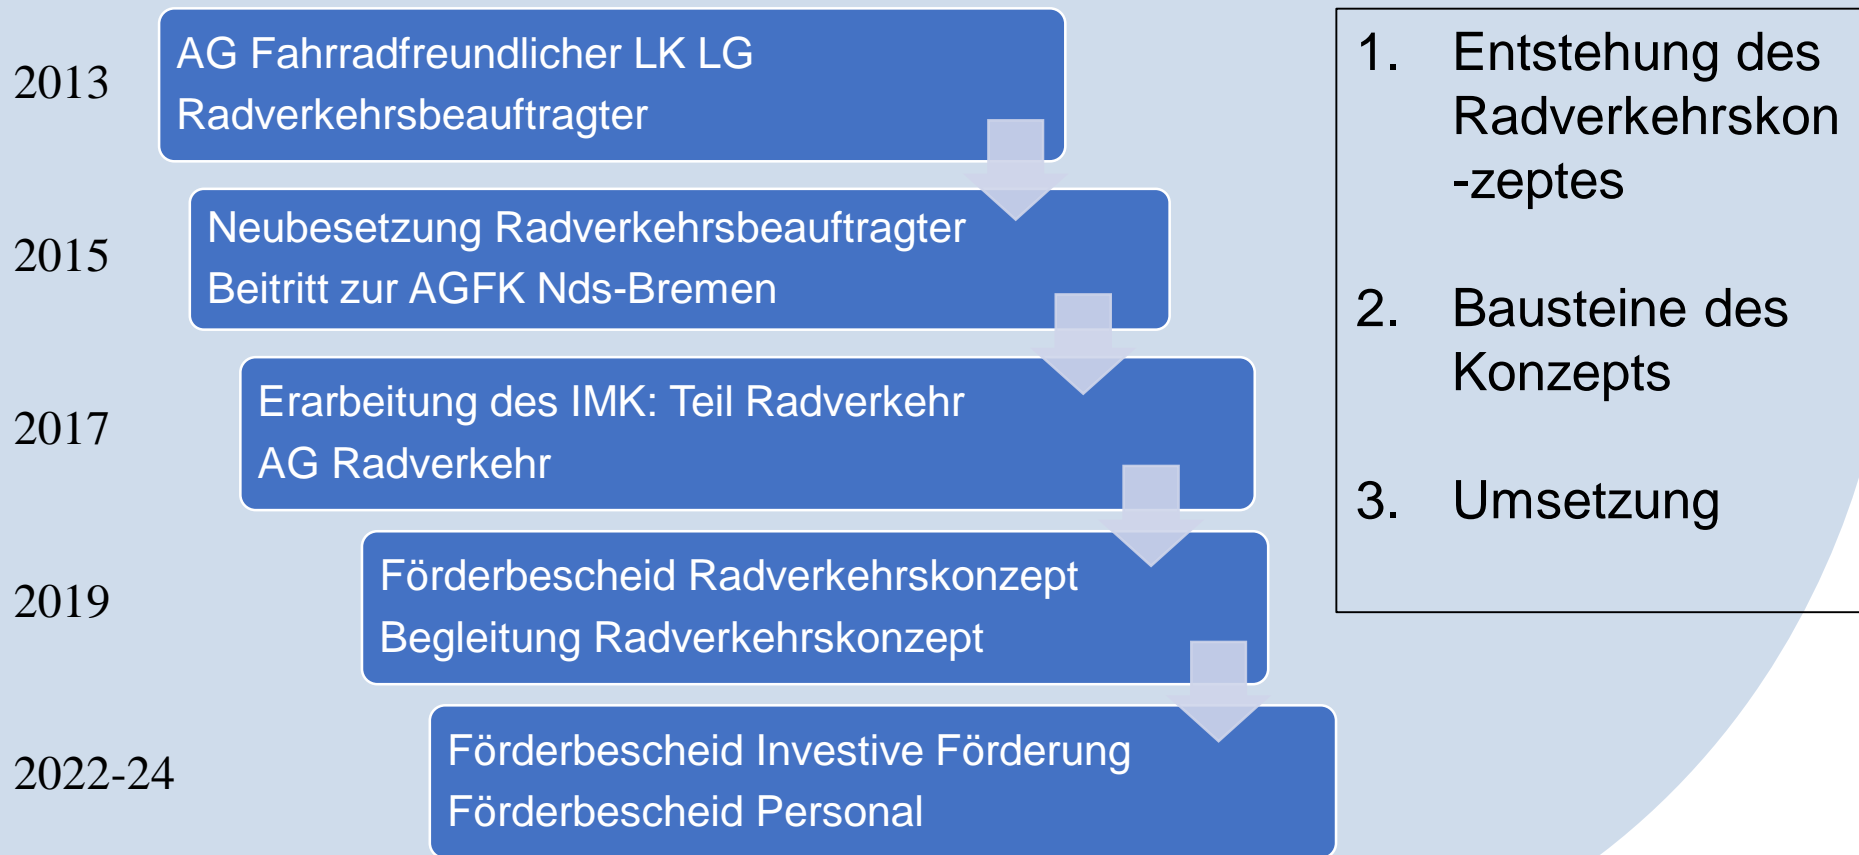 2013
AG Fahrradfreundlicher LK LG
Radverkehrsbeauftragter
2015
Neubesetzung Radverkehrsbeauftragter
Beitritt zur AGFK Nds-Bremen
2017
Erarbeitung des IMK: Teil Radverkehr
AG Radverkehr
2019
Förderbescheid Radverkehrskonzept
Begleitung Radverkehrskonzept
2022-24
Förderbescheid Investive Förderung
Förderbescheid Personal
1. Entstehung des
Radverkehrskon
-zeptes
2. Bausteine des
Konzepts
3. Umsetzung